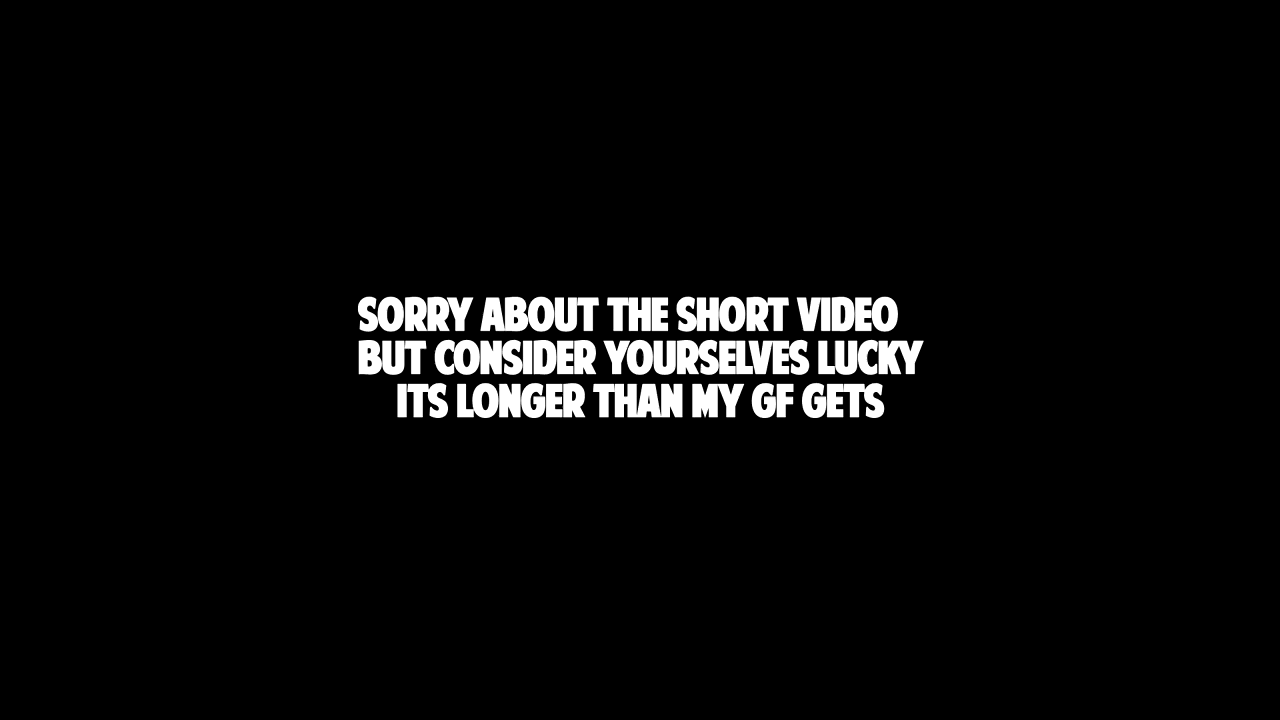 SORRY ABOUT THE SHORT VIDEO
BUT CONSIDER YOURSELVES LUCKY
ITS LONGER THAN MY GF GETS